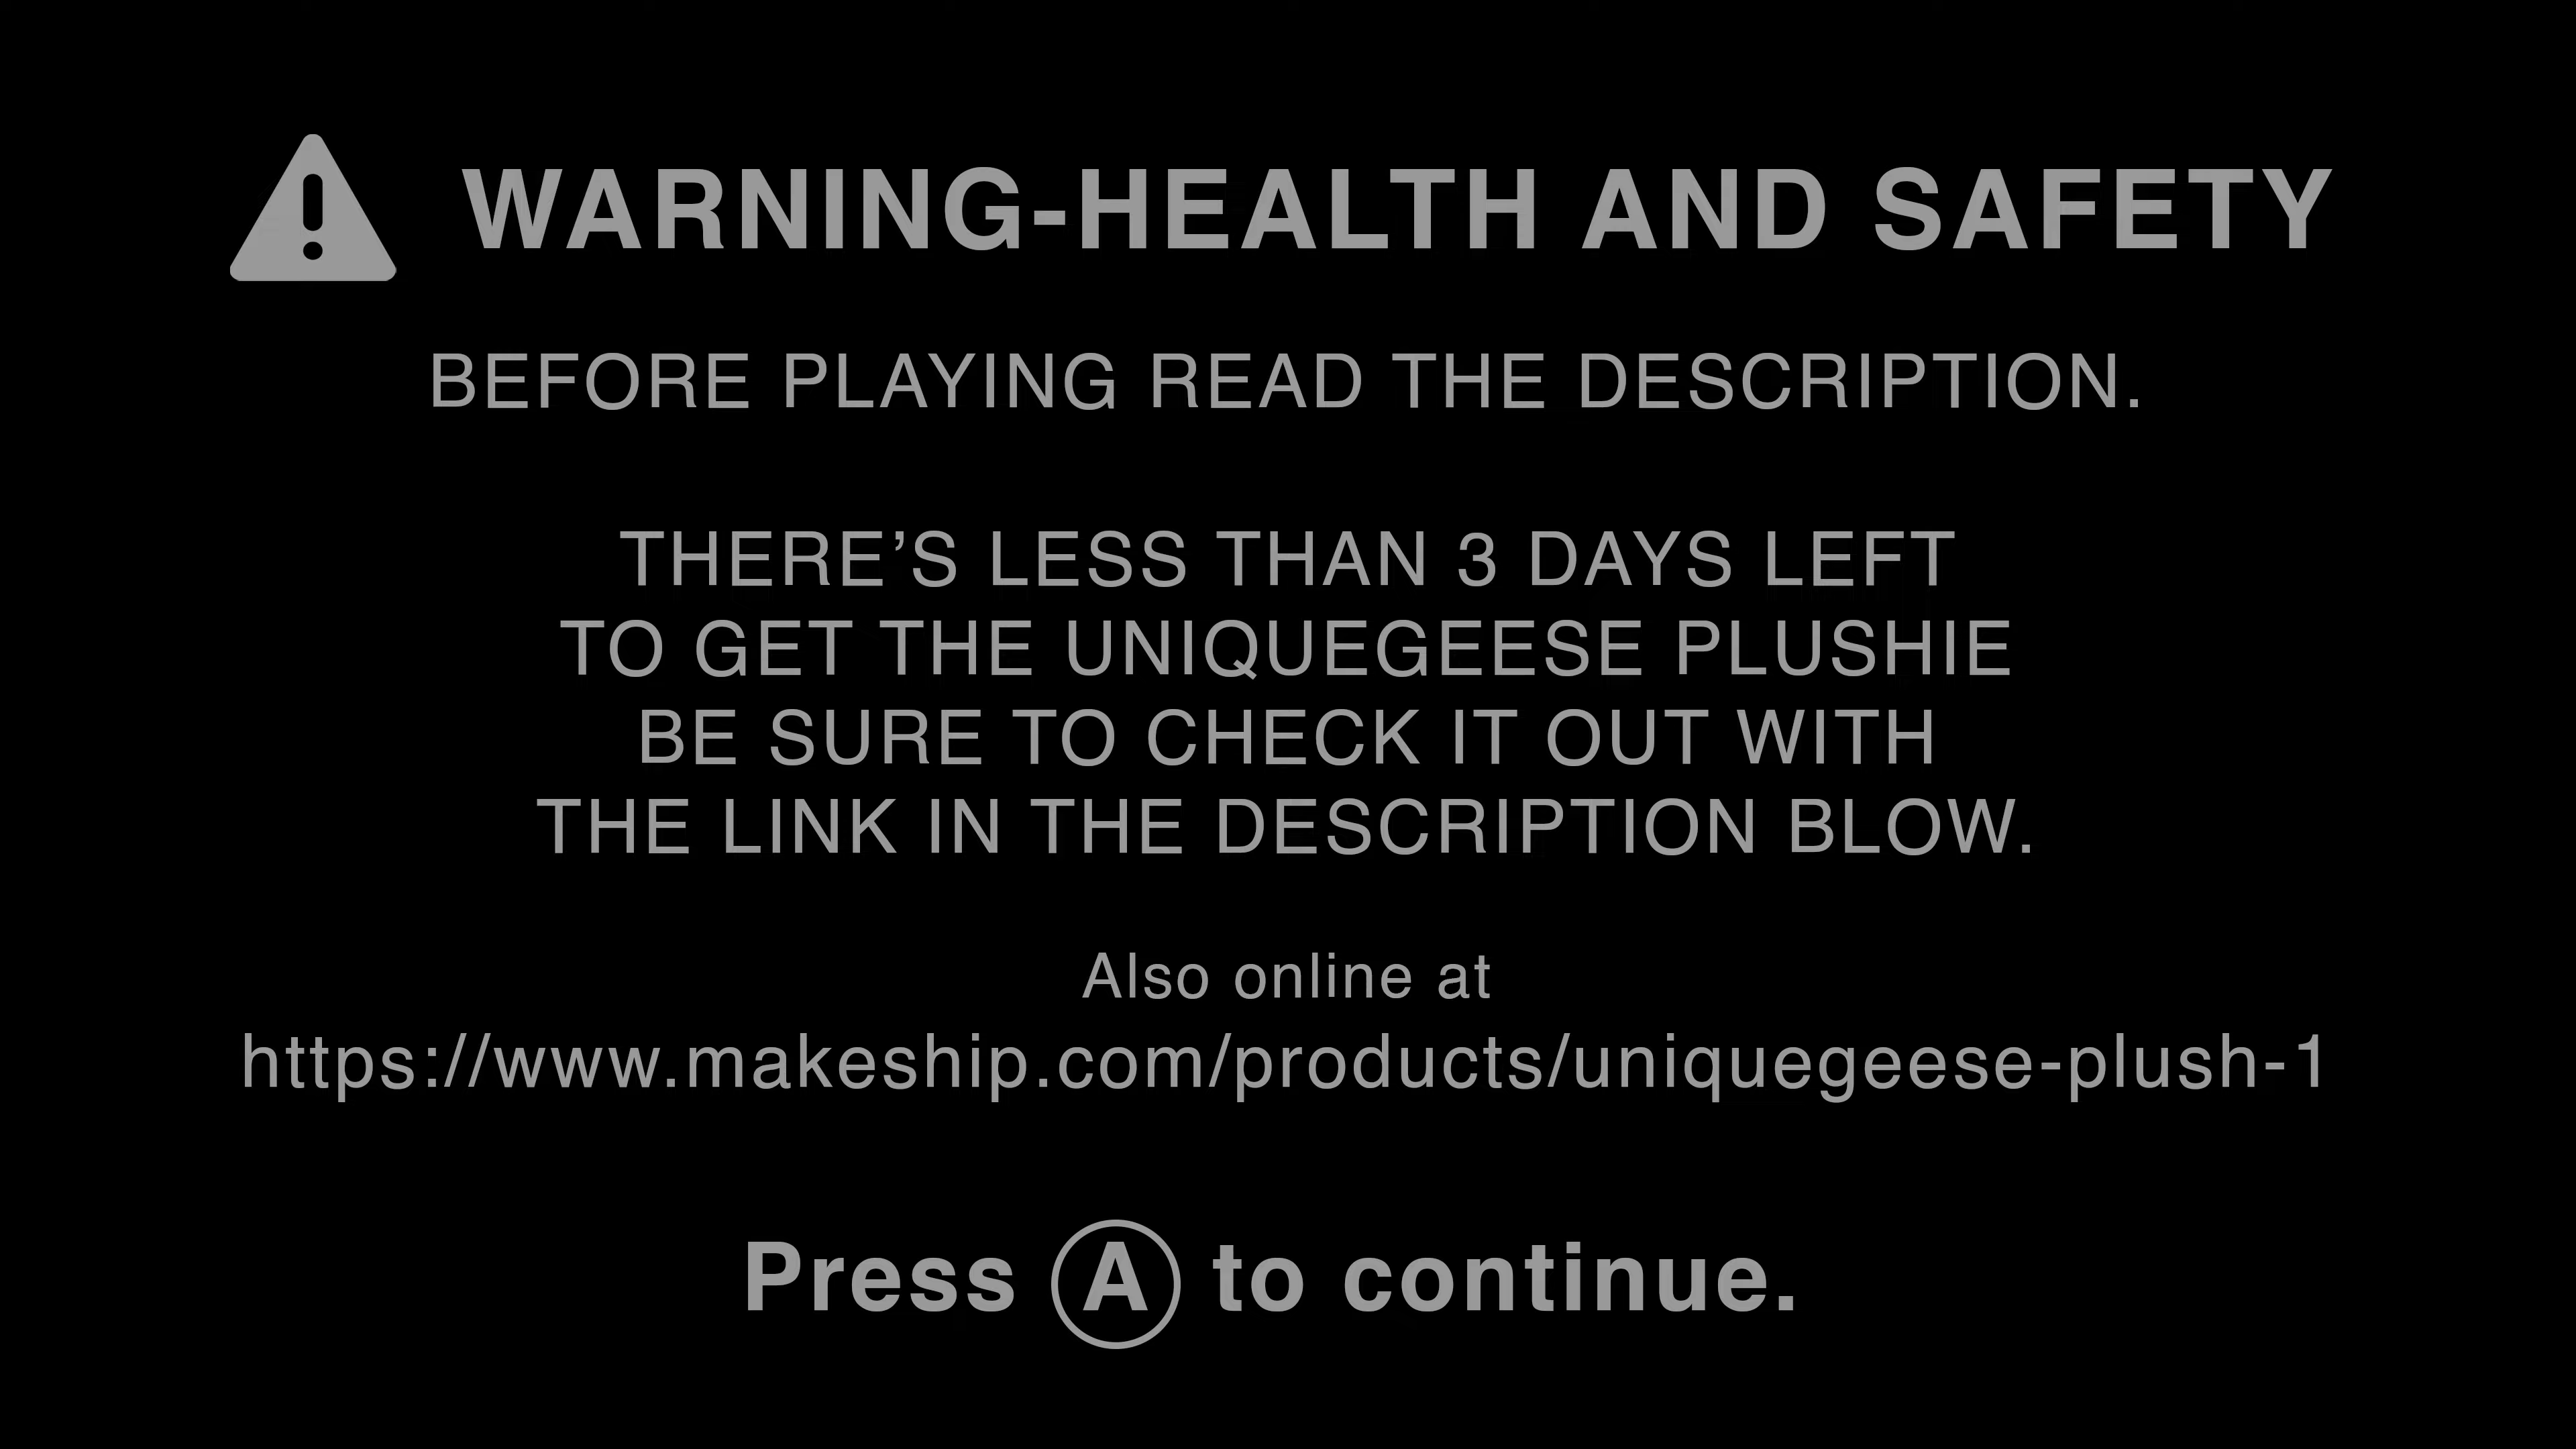 WARNING-HEALTH AND SAFETY
BEFORE PLAYING READ THE DESCRIPTION.
THERE’S LESS THAN 3 DAYS LEFT
TO GET THE UNIQUEGEESE PLUSHIE
BE SURE TO CHECK IT OUT WITH
THE LINK IN THE DESCRIPTION BLOW.
Also online at
https://www.makeship.com/products/uniquegeese-plush-1
Press A to continue.